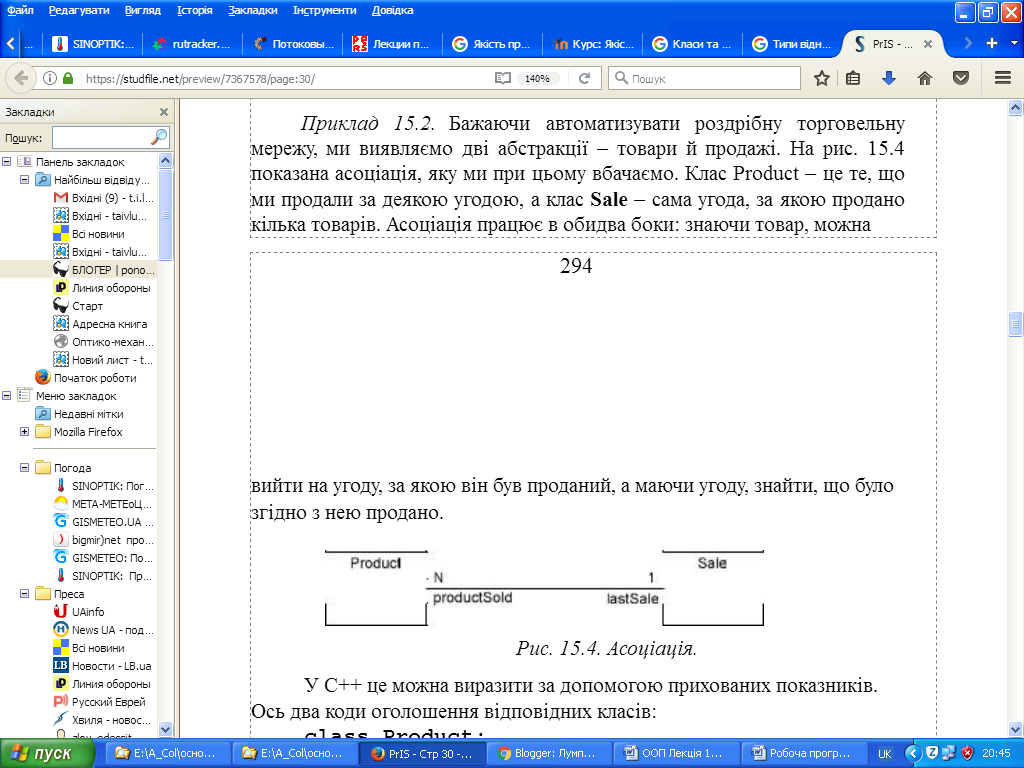 Файл Редагувати Вигляд Історія Закладки Інструменти Довідка
... SINOPTIK:... rutracker.... Потоковы... Лекции п... Якість пр... Курс: Якіс... Класи та ... Типи відн... PrIS - ...
https://studfile.net/preview/7367578/page:30/ 140% Пошук
Закладки
Пошук:
Панель закладок
Найбільш відвіду...
Вхідні (9) - t.i.l...
Вхідні - taivlu...
Всі новини
Вхідні - taivlu...
БЛОГЕР | pono...
Линия обороны
Старт
Адресна книга
Оптико-механ...
Новий лист - t...
Початок роботи
Меню закладок
Недавні мітки
Mozilla Firefox
Погода
SINOPTIK: Пог...
МЕТА-МЕТЕоЦ...
GISMETEO.UA ...
bigmir)net про...
GISMETEO: По...
SINOPTIK: Пр...
Преса
UAinfo
News UA - под...
Всі новини
Новости - LB.ua
Линия обороны
Русский Еврей
Хвиля - новос...
Приклад 15.2. Бажаючи автоматизувати роздрібну торговельну
мережу, ми виявляємо дві абстракції – товари й продажі. На рис. 15.4
показана асоціація, яку ми при цьому вбачаємо. Клас Product – це те, що
ми продали за деякою угодою, а клас Sale – сама угода, за якою продано
кілька товарів. Асоціація працює в обидва боки: знаючи товар, можна
294
вийти на угоду, за якою він був проданий, а маючи угоду, знайти, що було
згідно з нею продано.
Product Sale
N 1
productSold lastSale
Рис. 15.4. Асоціація.
У С++ це можна виразити за допомогою прихованих показників.
Ось два коди оголошення відповідних класів:
class Product;
пуск E:\A_Col\осно... E:\A_Col\осно... PrIS - Стр 30 -... Blogger: Лумп... ООП Лекція 1... Робоча прогр... UK 20:45